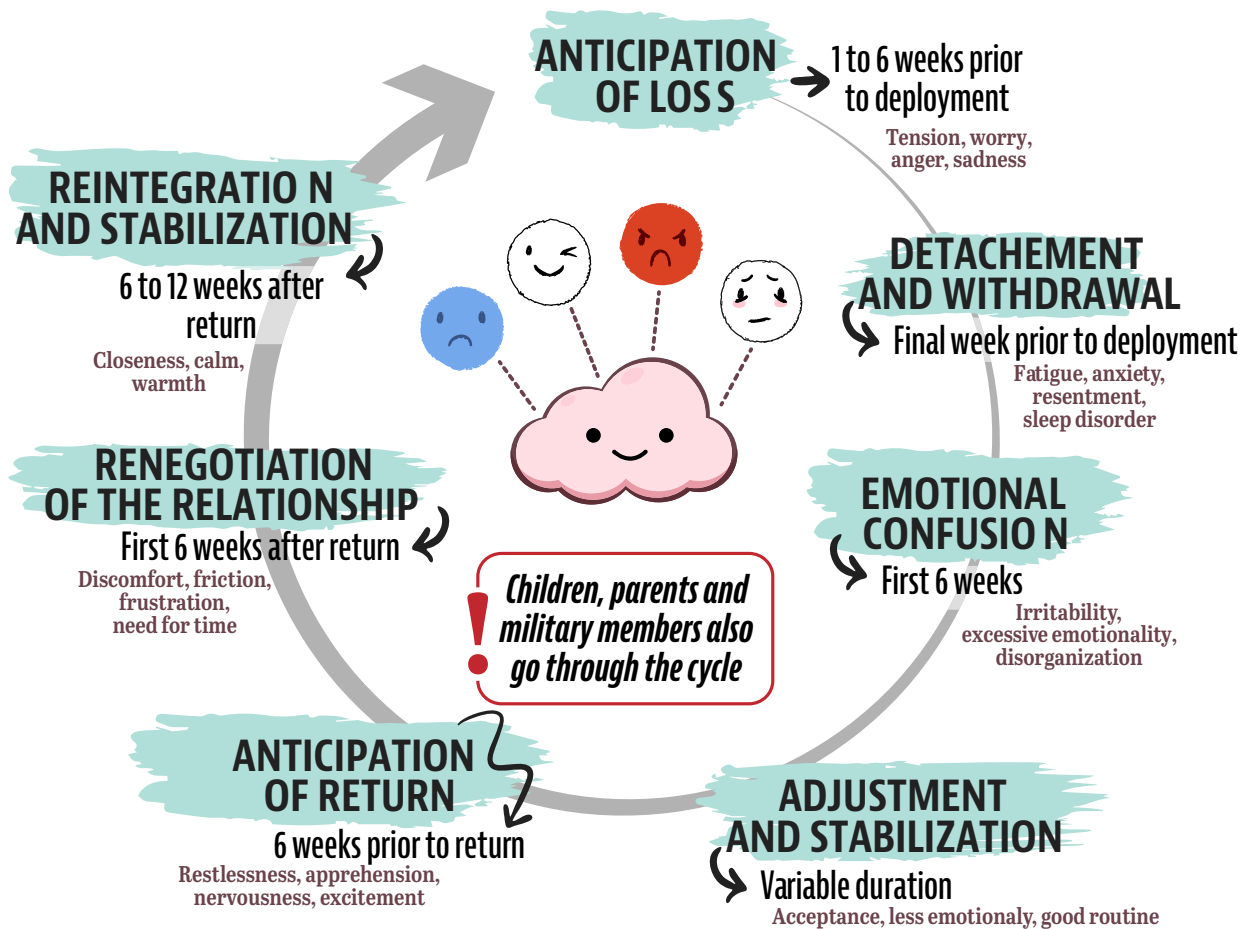 ANTICIPATION
OF LOSS
1 to 6 weeks prior
to deployment
Tension, worry,
anger, sadness
DETACHEMENT
AND WITHDRAWAL
Final week prior to deployment
Fatigue, anxiety,
resentment,
sleep disorder
EMOTIONAL
CONFUSION
First 6 weeks
Irritability,
excessive emotionality,
disorganization
ADJUSTMENT
AND STABILIZATION
Variable duration
Acceptance, less emotionaly, good routine
ANTICIPATION
OF RETURN
6 weeks prior to return
Restlessness, apprehension,
nervousness, excitement
RENEGOTIATION
OF THE RELATIONSHIP
First 6 weeks after return
Discomfort, friction,
frustration,
need for time
REINTEGRATION
AND STABILIZATION
6 to 12 weeks after
return
Closeness, calm,
warmth
! Children, parents and
military members also
go through the cycle